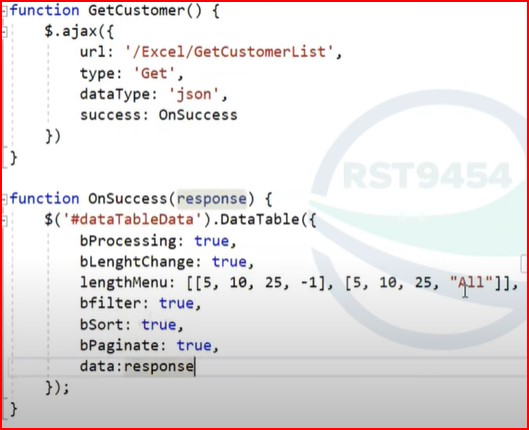 function GetCustomer() {
$.ajax({
url: '/Excel/GetCustomerList',
type: 'Get',
dataType: 'json',
success: OnSuccess
})
}
RST9454
function OnSuccess(response) {
$('#dataTableData').DataTable({
bProcessing: true,
bLenghtChange: true,
lengthMenu: [[5, 10, 25, -1], [5, 10, 25, "All"]],
bfilter: true,
bSort: true,
bPaginate: true,
data:response
});
}